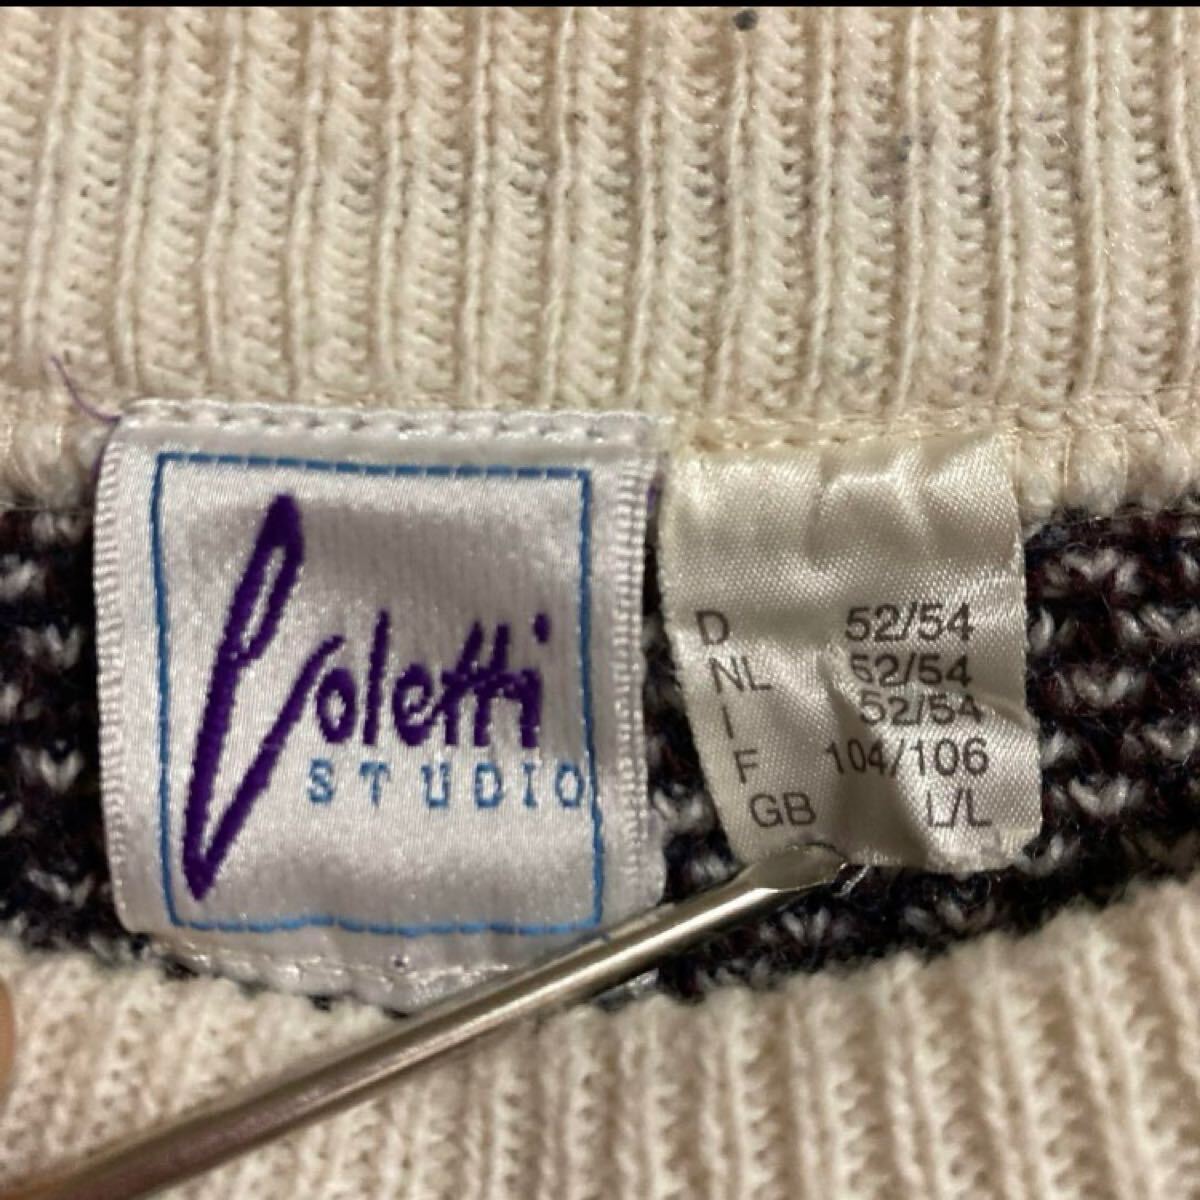 Coletti
STUDIO
D 52/54
NL 52/54
I 52/54
F 104/106
GB L/L